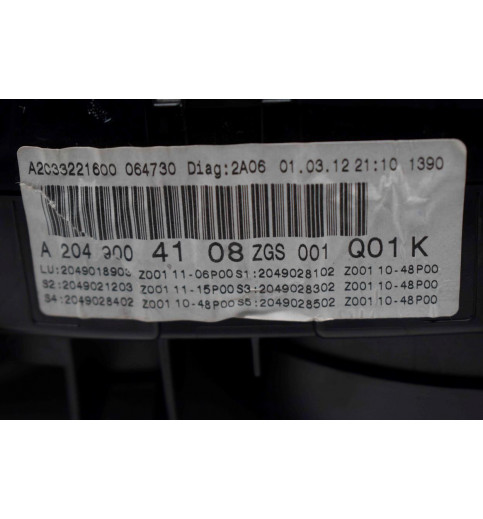 A2C33221600 064730 Diag:2A06 01.03.12 21:10 1390
A 204 900 41 08 ZGS 001 Q01 K
LU:2049018903 Z001 11-06P00 S1:2049028102 Z001 10-48P00
S2:2049021203 Z001 11-15P00 S3:2049028302 Z001 10-48P00
S4:2049028402 Z001 10-48P00 S5:2049028502 Z001 10-48P00